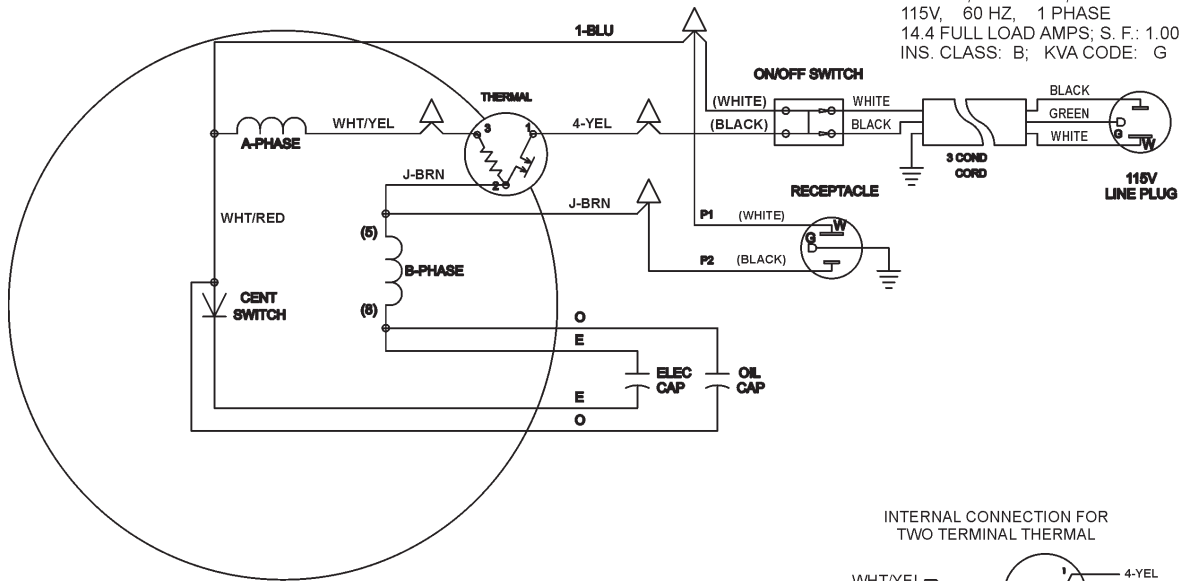 115V, 60 HZ, 1 PHASE
14.4 FULL LOAD AMPS; S. F.: 1.00
INS. CLASS: B; KVA CODE: G
1-BLU
ON/OFF SWITCH
THERMAL
(WHITE)
WHITE
BLACK
WHT/YEL
3
1
4-YEL
(BLACK)
BLACK
GREEN
G
WHITE
W
A-PHASE
3 COND
CORD
115V
LINE PLUG
J-BRN
2
RECEPTACLE
J-BRN
P1 (WHITE)
W
G
WHT/RED
(5)
B-PHASE
P2 (BLACK)
CENT
SWITCH
(8)
O
E
ELEC
CAP
OIL
CAP
E
O
INTERNAL CONNECTION FOR
TWO TERMINAL THERMAL
1
4-YEL
WHT/YEL